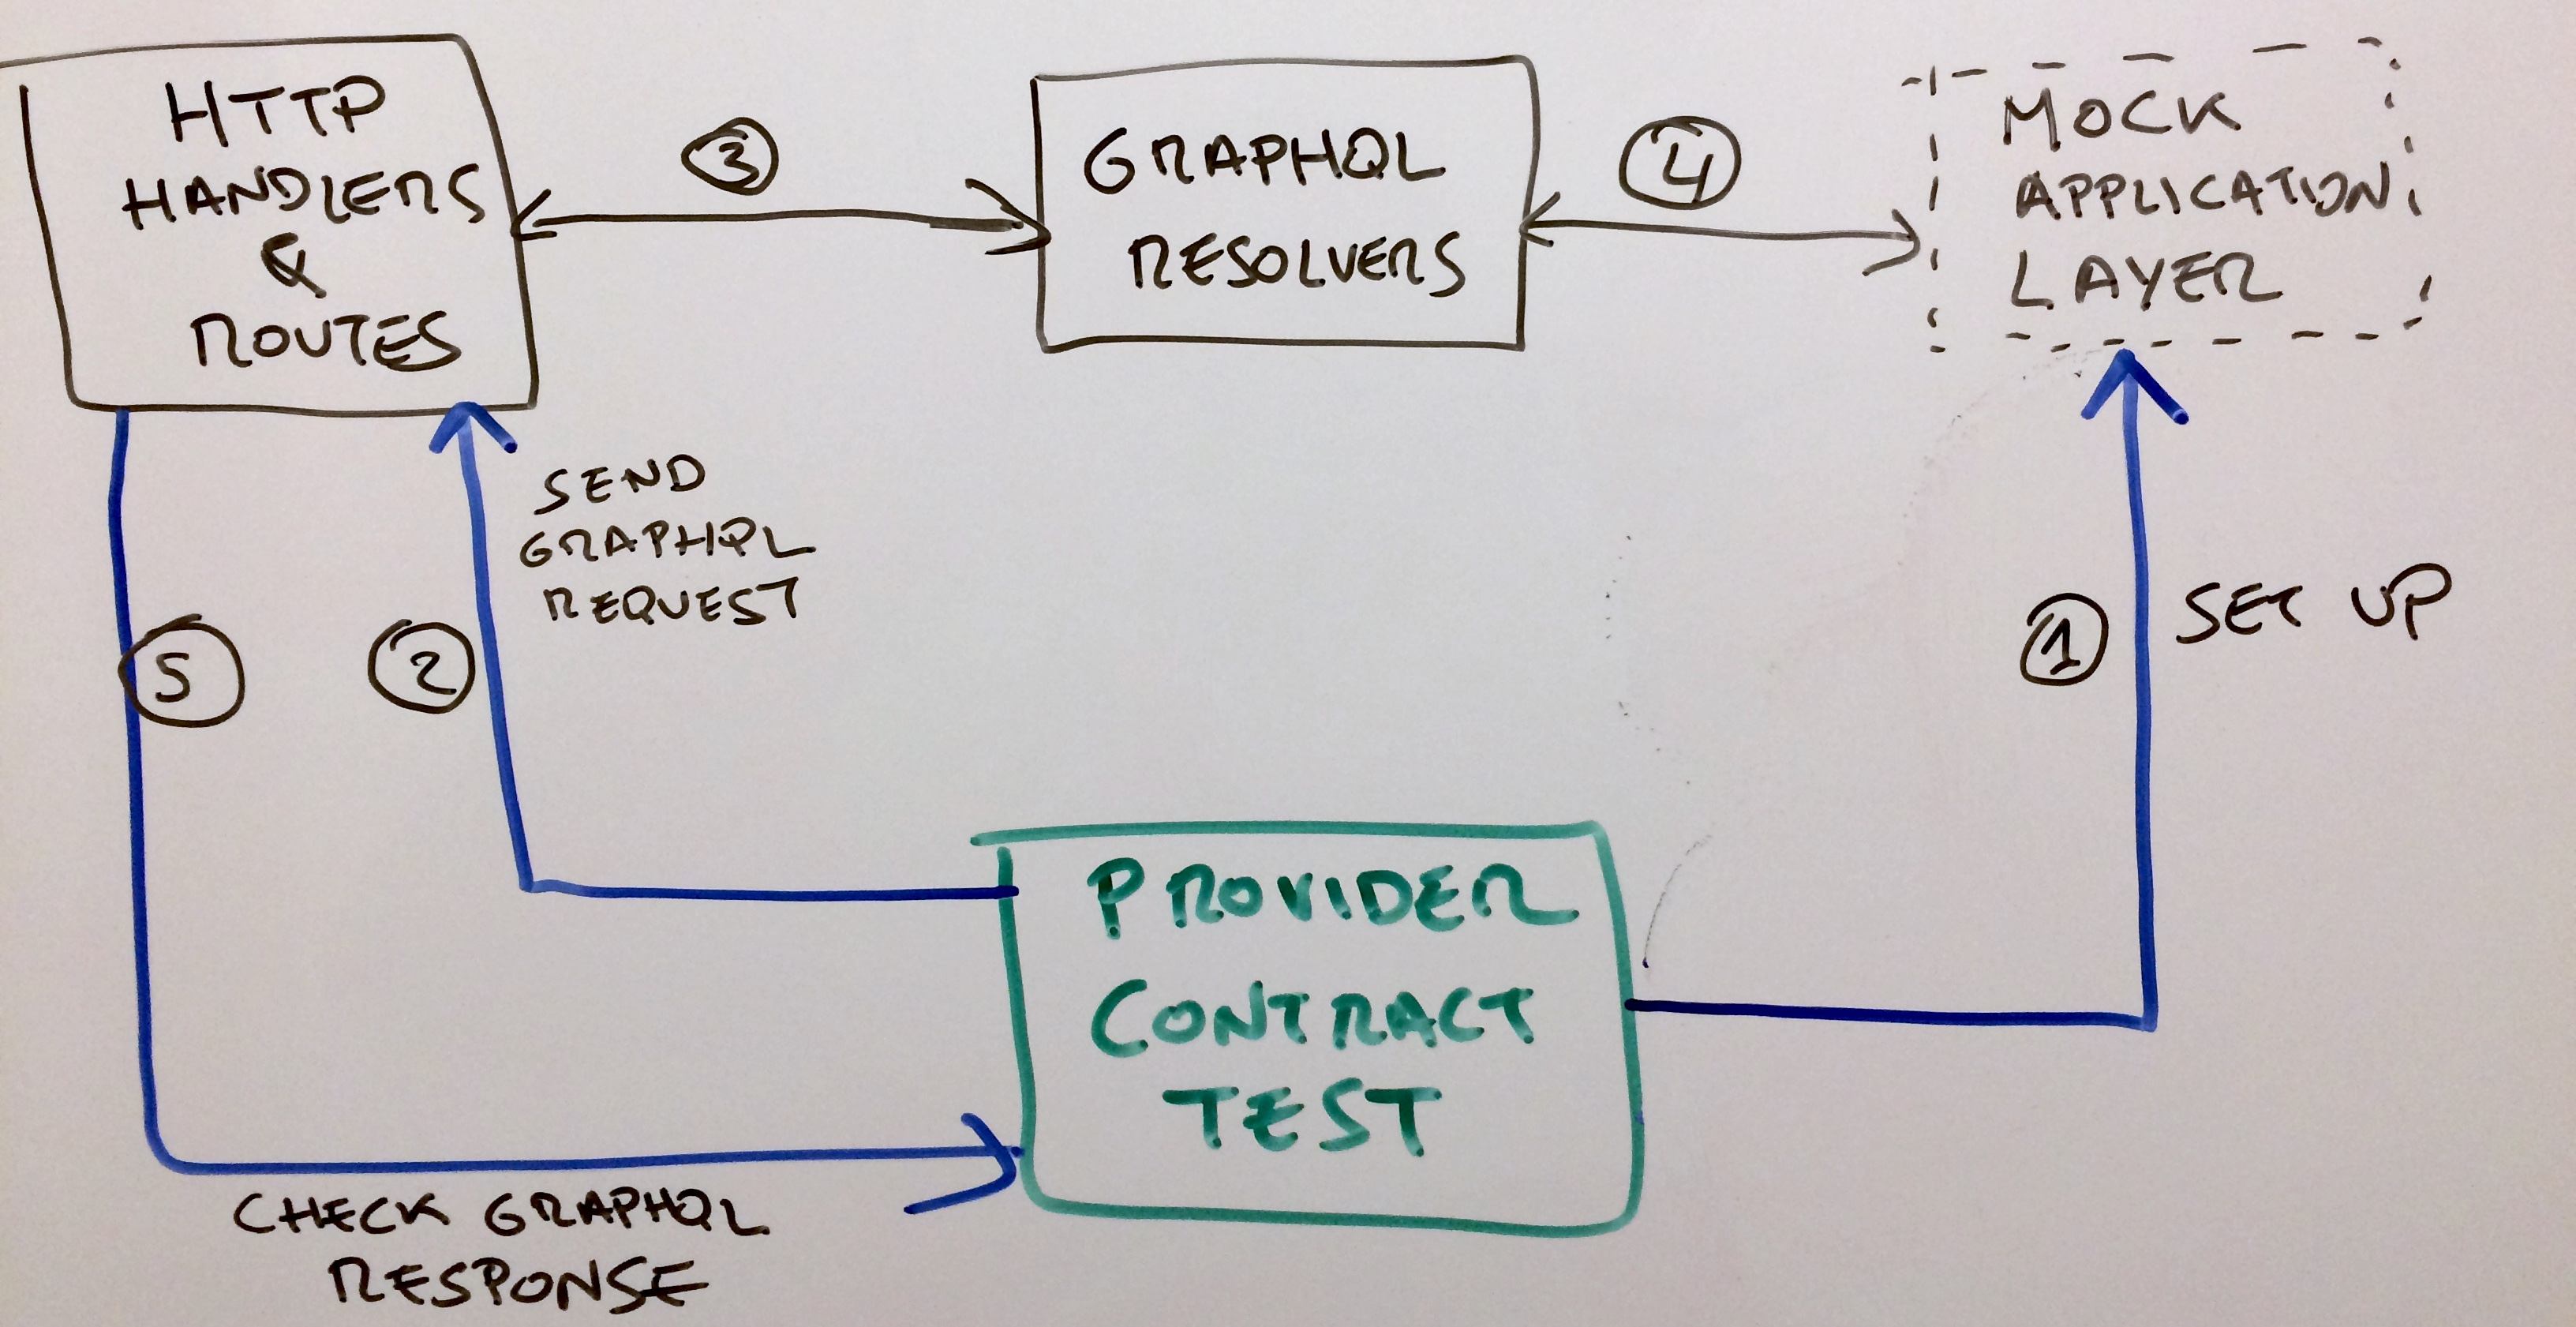 HTTP
HANDLERS
&
ROUTES
3
GRAPHQL
RESOLVERS
4
MOCK
APPLICATION
LAYER
SEND
GRAPHQL
REQUEST
5
2
1
SET UP
PROVIDER
CONTRACT
TEST
CHECK GRAPHQL
RESPONSE